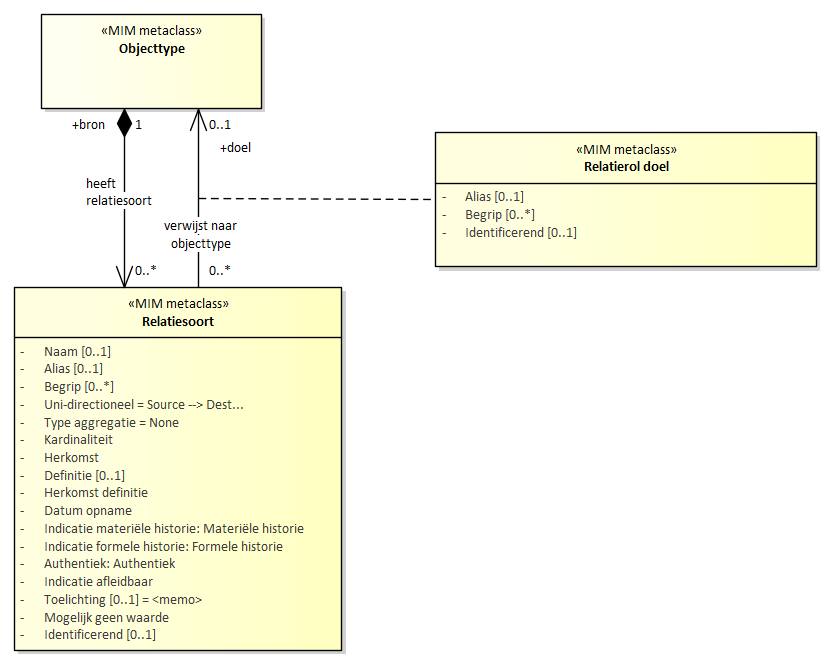 «MIM metaclass»
Objecttype
+bron
1
0..1
+doel
heeft
relatiesoort
verwijst naar
objecttype
0..*
0..*
«MIM metaclass»
Relatierol doel
- Alias [0..1]
- Begrip [0..*]
- Identificerend [0..1]
«MIM metaclass»
Relatiesoort
- Naam [0..1]
- Alias [0..1]
- Begrip [0..*]
- Uni-directioneel = Source --> Dest...
- Type aggregatie = None
- Kardinaliteit
- Herkomst
- Definitie [0..1]
- Herkomst definitie
- Datum opname
- Indicatie materiële historie: Materiële historie
- Indicatie formele historie: Formele historie
- Authentiek: Authentiek
- Indicatie afleidbaar
- Toelichting [0..1] = <memo>
- Mogelijk geen waarde
- Identificerend [0..1]